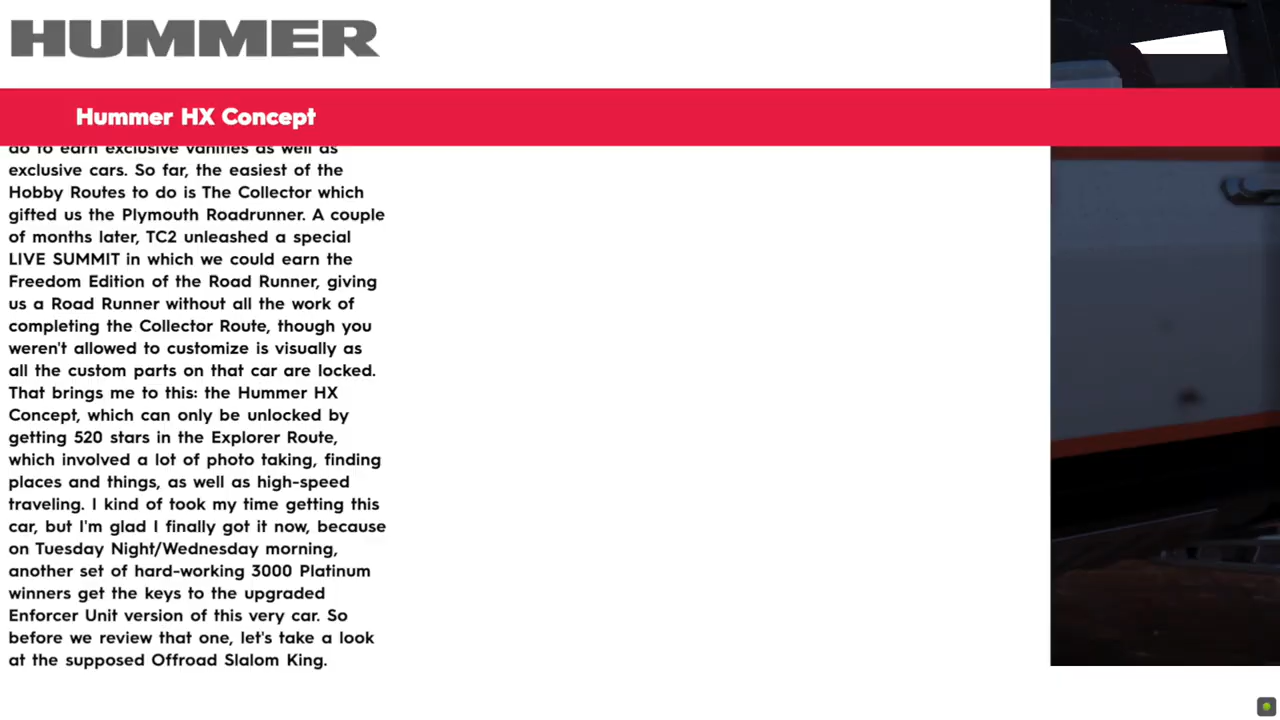 HUMMER
Hummer HX Concept
do to earn exclusive vanities as well as
exclusive cars. So far, the easiest of the
Hobby Routes to do is The Collector which
gifted us the Plymouth Roadrunner. A couple
of months later, TC2 unleashed a special
LIVE SUMMIT in which we could earn the
Freedom Edition of the Road Runner, giving
us a Road Runner without all the work of
completing the Collector Route, though you
weren't allowed to customize is visually as
all the custom parts on that car are locked.
That brings me to this: the Hummer HX
Concept, which can only be unlocked by
getting 520 stars in the Explorer Route,
which involved a lot of photo taking, finding
places and things, as well as high-speed
traveling. I kind of took my time getting this
car, but I'm glad I finally got it now, because
on Tuesday Night/Wednesday morning,
another set of hard-working 3000 Platinum
winners get the keys to the upgraded
Enforcer Unit version of this very car. So
before we review that one, let's take a look
at the supposed Offroad Slalom King.